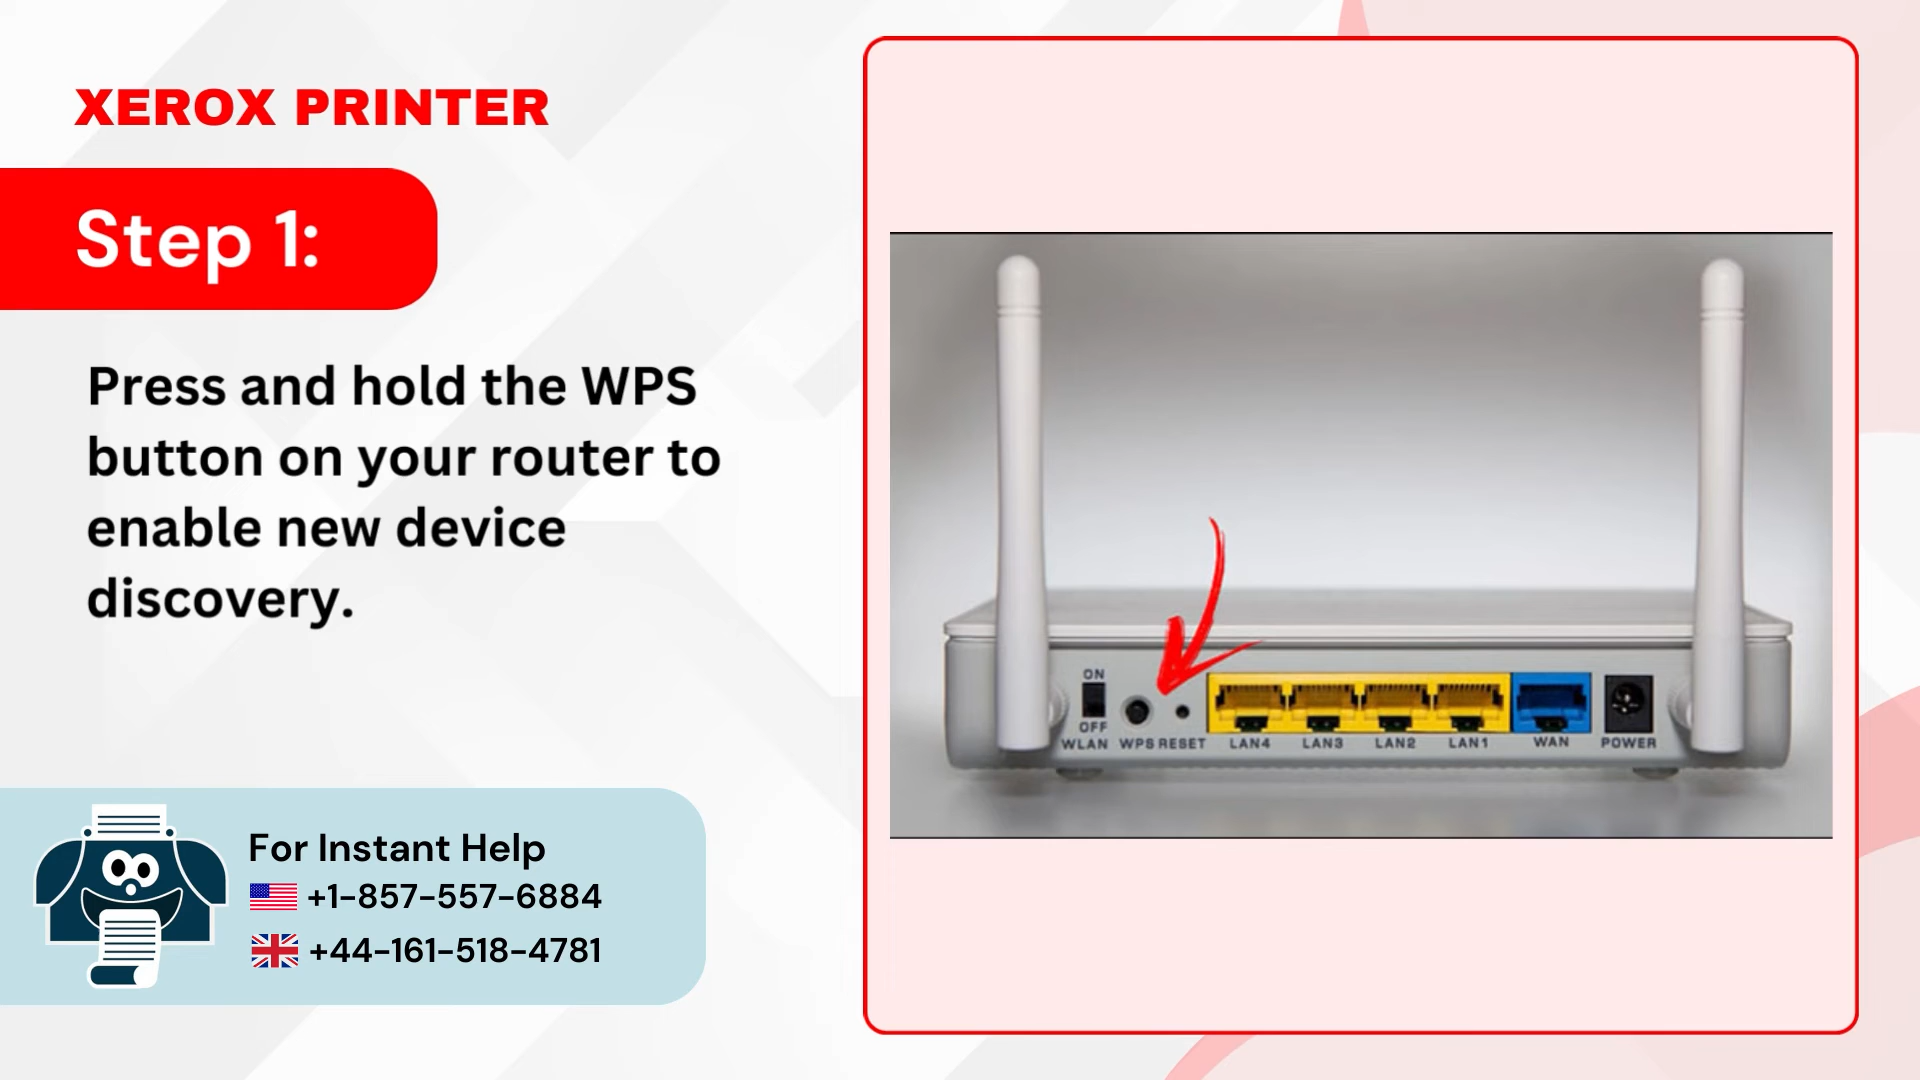 XEROX PRINTER
Step 1:
Press and hold the WPS
button on your router to
enable new device
discovery.
For Instant Help
+1-857-557-6884
+44-161-518-4781
ON
OFF
WLAN WPS RESET LAN4 LAN3 LAN2 LAN1 WAN POWER